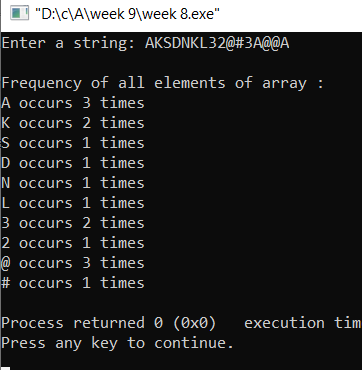 "D:\c\A\week 9\week 8.exe"
Enter a string: AKSDNKL32@#3A@@A
Frequency of all elements of array :
A occurs 3 times
K occurs 2 times
S occurs 1 times
D occurs 1 times
N occurs 1 times
L occurs 1 times
3 occurs 2 times
2 occurs 1 times
@ occurs 3 times
# occurs 1 times
Process returned 0 (0x0)   execution tim
Press any key to continue.